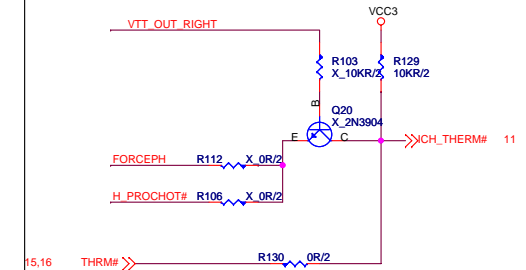 VCC3
VTT_OUT_RIGHT
R103
X_10KR/2
R129
10KR/2
B
Q20
X_2N3904
E
C
ICH_THERM# 11
FORCEPH
R112
X_0R/2
H_PROCHOT#
R106
X_0R/2
R130
0R/2
15,16
THRM#